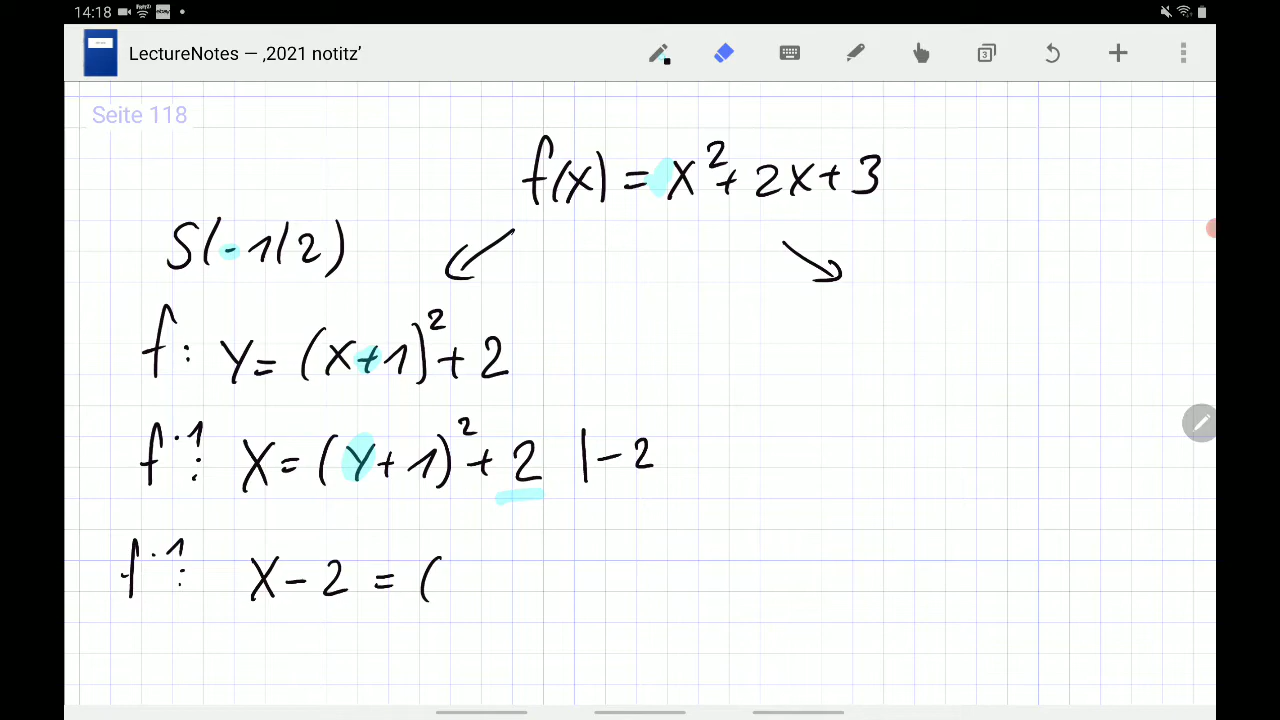 14:18
LectureNotes — ‚2021 notitz’
3
Seite 118
f(x) = x²+ 2x+3
S(-1|2)
f: y= (x+1)²+2
f⁻¹: x= (y+1)²+2 |-2
f⁻¹: x-2 = (